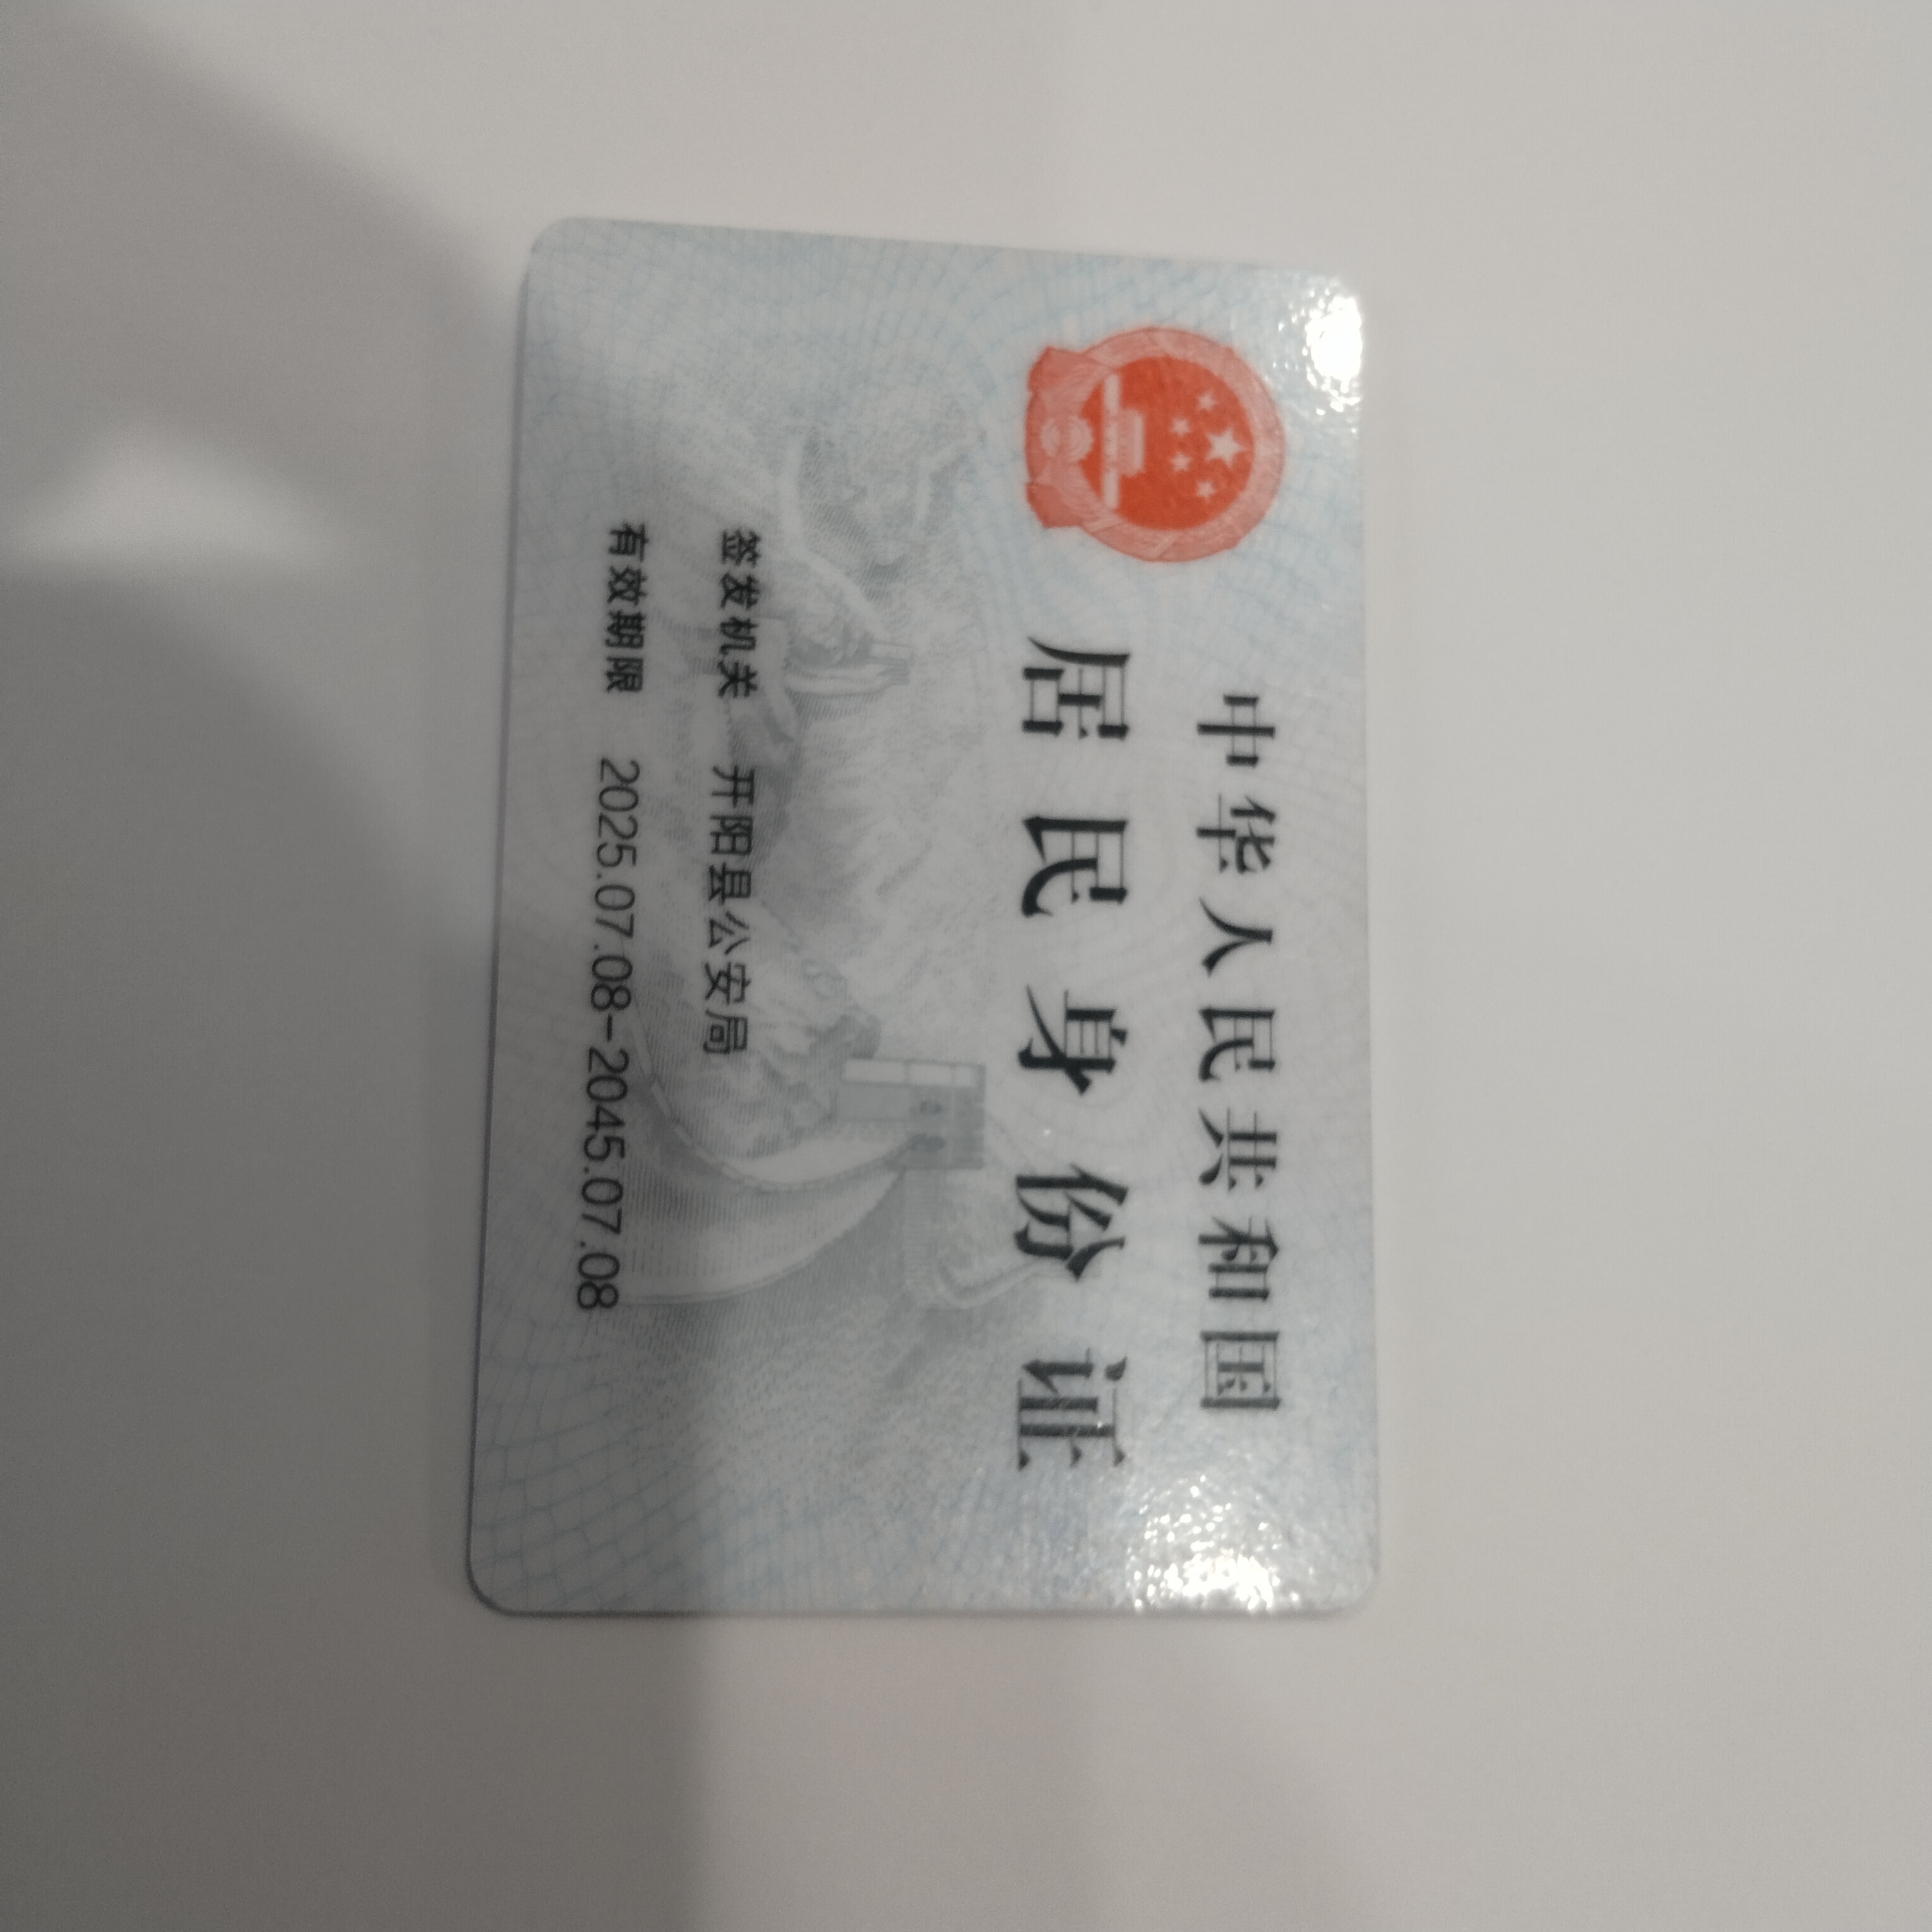 中华人民共和国
居民身份证
签发机关 开阳县公安局
有效期限 2025.07.08-2045.07.08